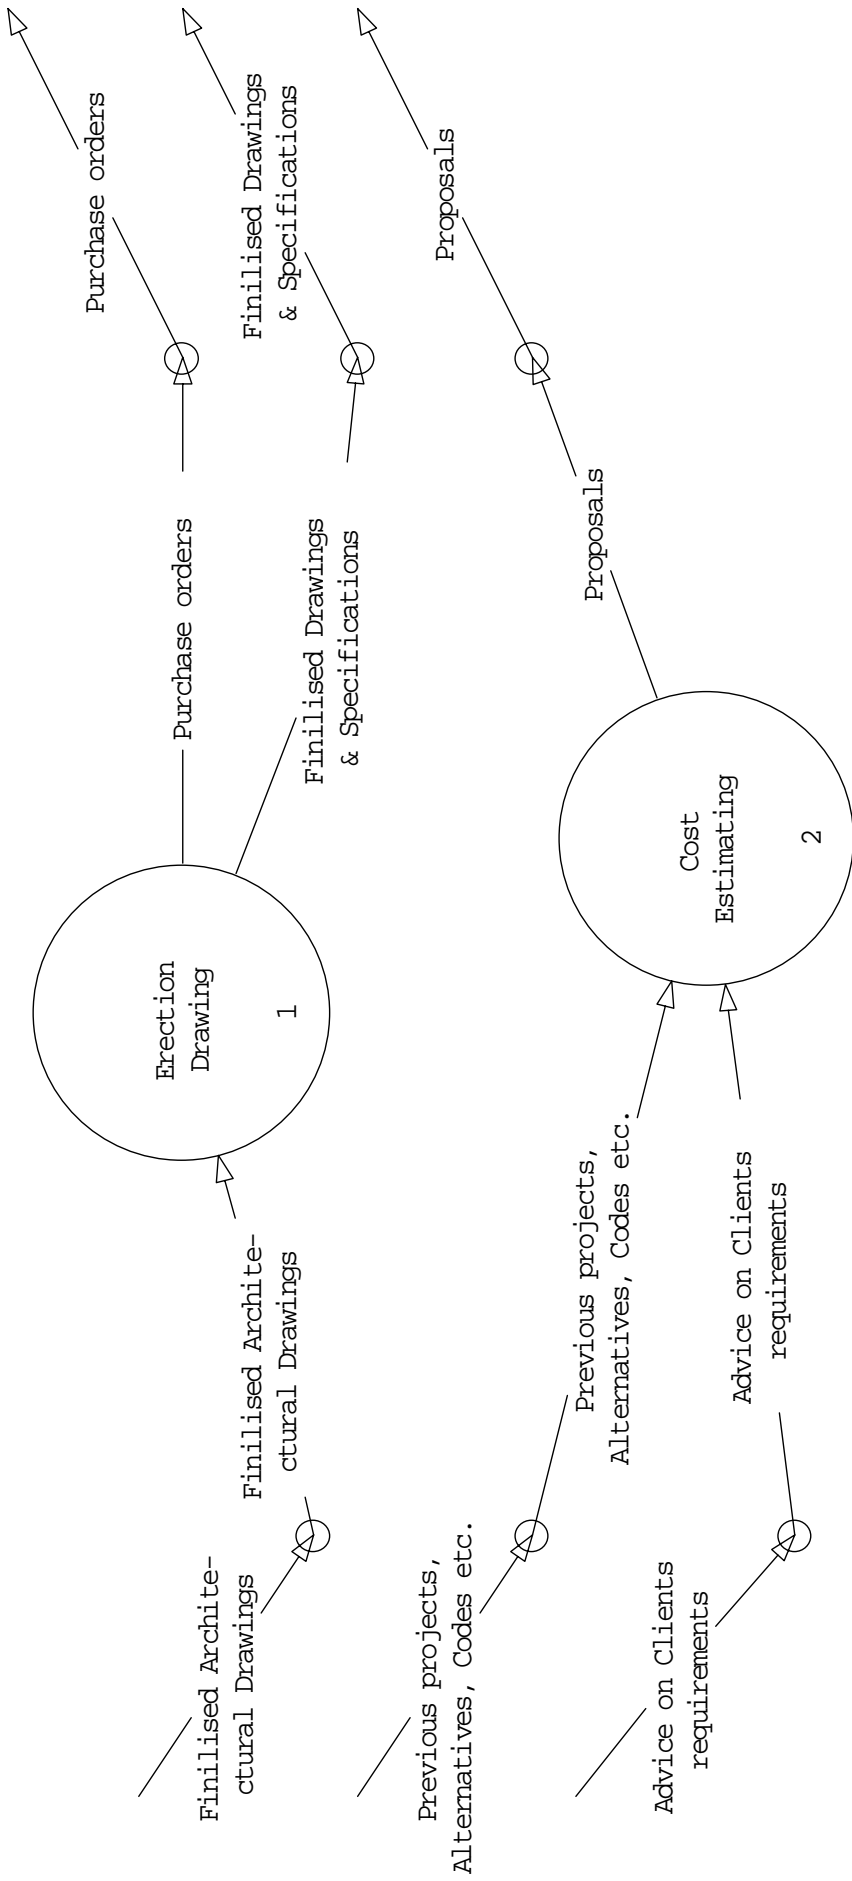 Finilised Archite-
ctural Drawings
Finilised Archite-
ctural Drawings
Erection
Drawing
1
Purchase orders
Purchase orders
Finilised Drawings
& Specifications
Finilised Drawings
& Specifications
Previous projects,
Alternatives, Codes etc.
Previous projects,
Alternatives, Codes etc.
Advice on Clients
requirements
Advice on Clients
requirements
Cost
Estimating
2
Proposals
Proposals